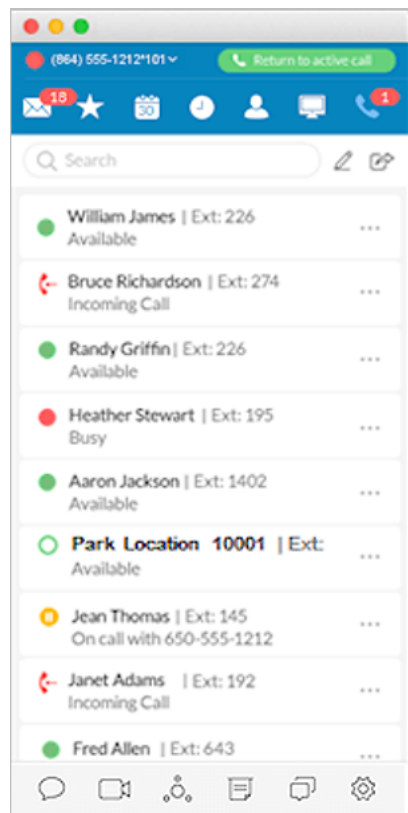 (864) 555-1212*101
Return to active call
18
30
1
Search
William James | Ext: 226
Available
Bruce Richardson | Ext: 274
Incoming Call
Randy Griffin | Ext: 226
Available
Heather Stewart | Ext: 195
Busy
Aaron Jackson | Ext: 1402
Available
Park Location 10001 | Ext:
Available
Jean Thomas | Ext: 145
On call with 650-555-1212
Janet Adams | Ext: 192
Incoming Call
Fred Allen | Ext: 643